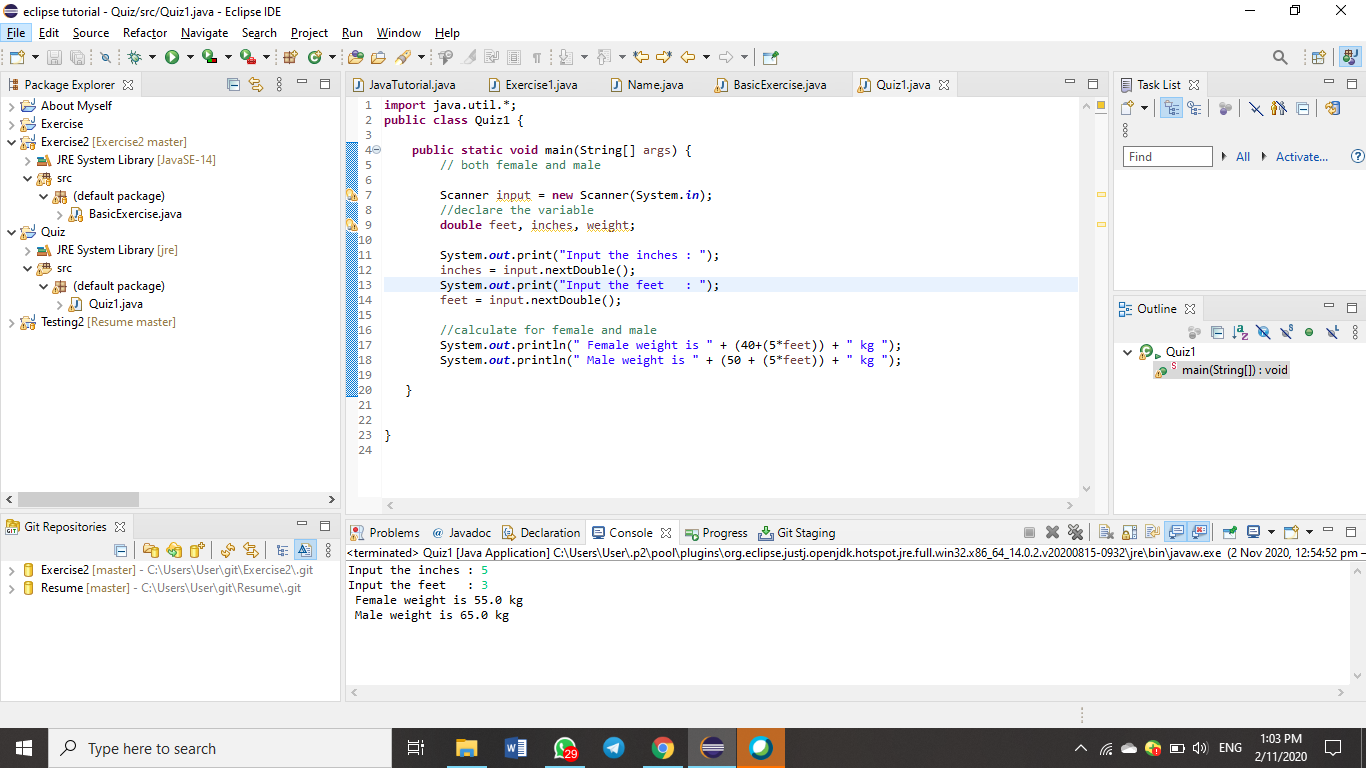 eclipse tutorial - Quiz/src/Quiz1.java - Eclipse IDE
File Edit Source Refactor Navigate Search Project Run Window Help
Package Explorer
About Myself
Exercise
Exercise2 [Exercise2 master]
JRE System Library [JavaSE-14]
src
(default package)
BasicExercise.java
Quiz
JRE System Library [jre]
src
(default package)
Quiz1.java
Testing2 [Resume master]
Git Repositories
Exercise2 [master] - C:\Users\User\git\Exercise2\.git
Resume [master] - C:\Users\User\git\Resume\.git
JavaTutorial.java Exercise1.java Name.java BasicExercise.java Quiz1.java
1 import java.util.*;
2 public class Quiz1 {
3
4 public static void main(String[] args) {
5 // both female and male
6
7 Scanner input = new Scanner(System.in);
8 //declare the variable
9 double feet, inches, weight;
10
11 System.out.print("Input the inches : ");
12 inches = input.nextDouble();
13 System.out.print("Input the feet   : ");
14 feet = input.nextDouble();
15
16 //calculate for female and male
17 System.out.println(" Female weight is " + (40+(5*feet)) + " kg ");
18 System.out.println(" Male weight is " + (50 + (5*feet)) + " kg ");
19
20 }
21
22
23 }
24
Problems @ Javadoc Declaration Console Progress Git Staging
<terminated> Quiz1 [Java Application] C:\Users\User\.p2\pool\plugins\org.eclipse.justj.openjdk.hotspot.jre.full.win32.x86_64_14.0.2.v20200815-0932\jre\bin\javaw.exe (2 Nov 2020, 12:54:52 pm –
Input the inches : 5
Input the feet   : 3
Female weight is 55.0 kg
Male weight is 65.0 kg
Task List
Find All Activate...
Outline
Quiz1
main(String[]) : void
Type here to search
29
ENG
1:03 PM
2/11/2020